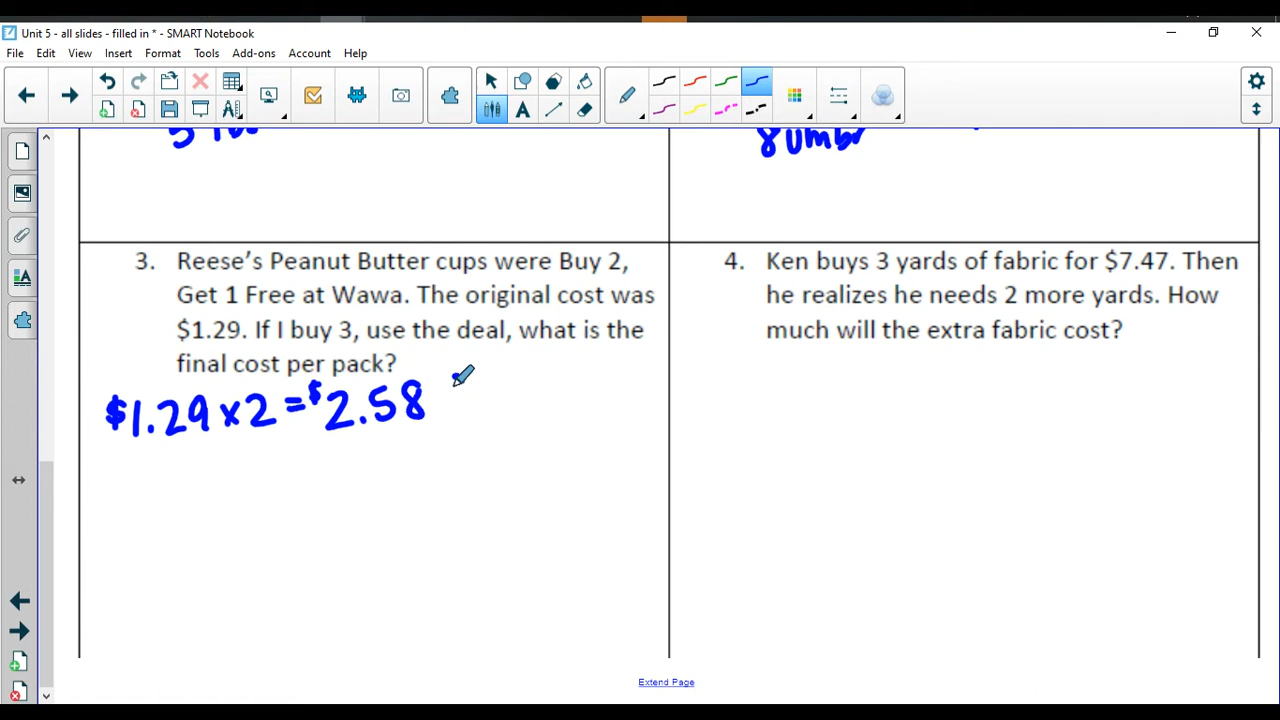 Unit 5 - all slides - filled in * - SMART Notebook
File Edit View Insert Format Tools Add-ons Account Help
3. Reese's Peanut Butter cups were Buy 2,
Get 1 Free at Wawa. The original cost was
$1.29. If I buy 3, use the deal, what is the
final cost per pack?
$1.29 x 2 = $2.58
4. Ken buys 3 yards of fabric for $7.47. Then
he realizes he needs 2 more yards. How
much will the extra fabric cost?
Extend Page